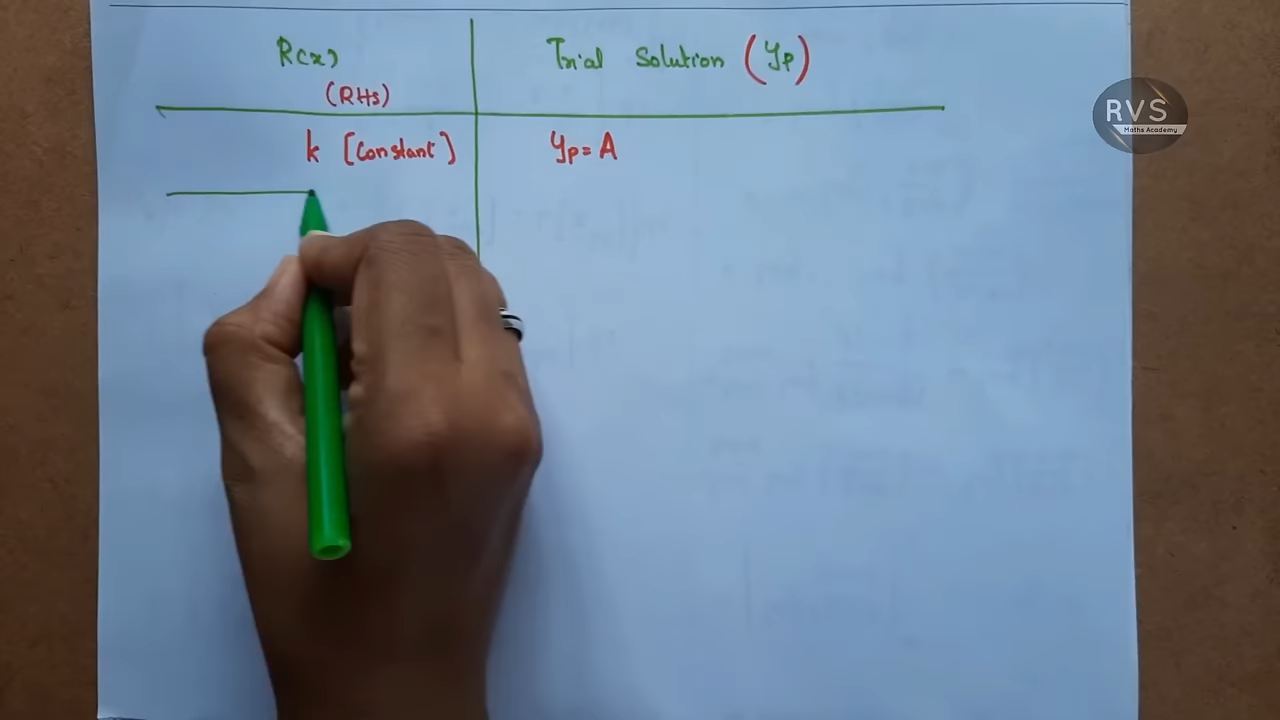 R(x) Trial Solution (yp)
(RHS)
k [Constant] yp = A
RVS
Maths Academy